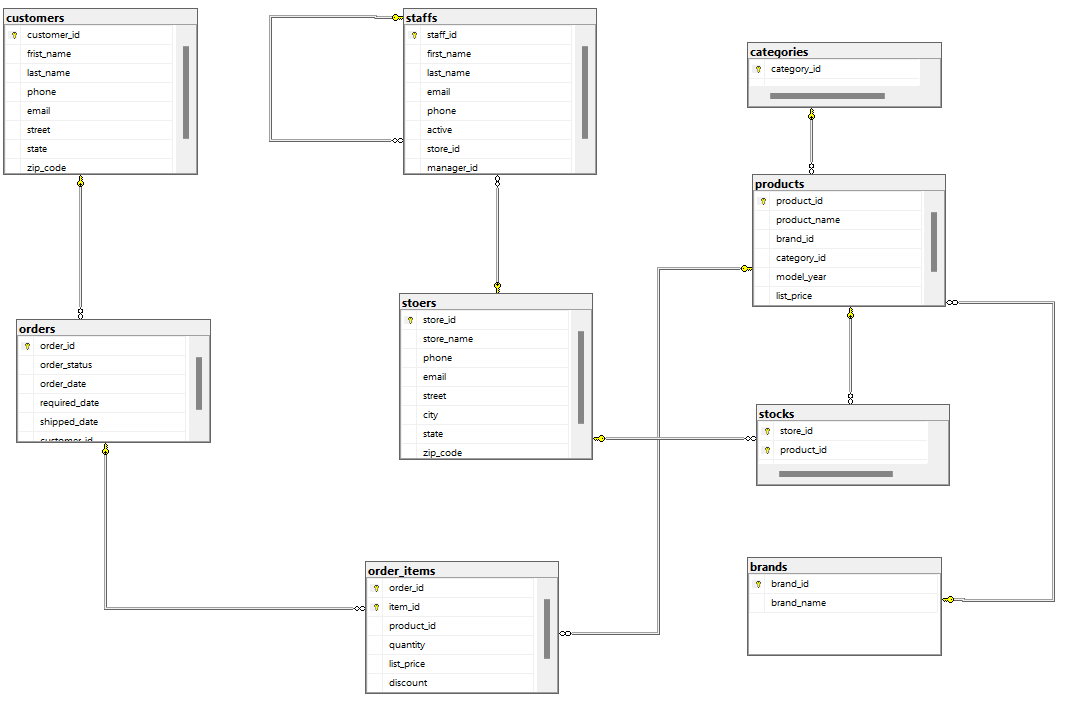 customers
customer_id
frist_name
last_name
phone
email
street
state
zip_code
staffs
staff_id
first_name
last_name
email
phone
active
store_id
manager_id
categories
category_id
products
product_id
product_name
brand_id
category_id
model_year
list_price
stoers
store_id
store_name
phone
email
street
city
state
zip_code
orders
order_id
order_status
order_date
required_date
shipped_date
customer_id
stocks
store_id
product_id
order_items
order_id
item_id
product_id
quantity
list_price
discount
brands
brand_id
brand_name